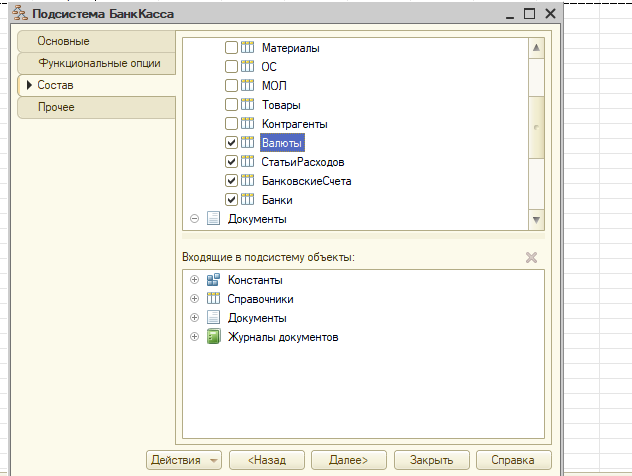 Подсистема БанкКасса
Основные
Функциональные опции
Состав
Прочее
Материалы
ОС
МОЛ
Товары
Контрагенты
Валюты
СтатьиРасходов
БанковскиеСчета
Банки
Документы
Входящие в подсистему объекты:
Константы
Справочники
Документы
Журналы документов
Действия
<Назад
Далее>
Закрыть
Справка